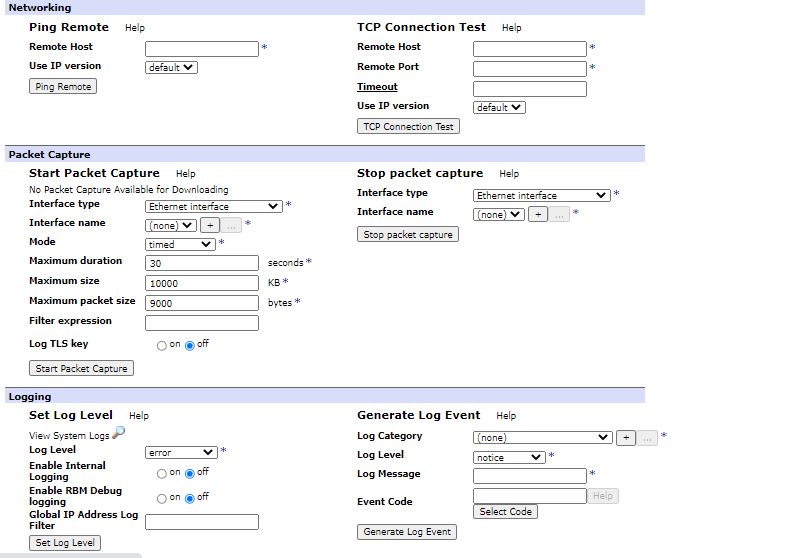 Networking
Ping Remote Help
Remote Host *
Use IP version default
Ping Remote
TCP Connection Test Help
Remote Host *
Remote Port *
Timeout
Use IP version default
TCP Connection Test
Packet Capture
Start Packet Capture Help
No Packet Capture Available for Downloading
Interface type Ethernet interface *
Interface name (none) + ... *
Mode timed *
Maximum duration 30 seconds *
Maximum size 10000 KB *
Maximum packet size 9000 bytes *
Filter expression
Log TLS key on off
Start Packet Capture
Stop packet capture Help
Interface type Ethernet interface *
Interface name (none) + ... *
Stop packet capture
Logging
Set Log Level Help
View System Logs
Log Level error *
Enable Internal
Logging on off
Enable RBM Debug
logging on off
Global IP Address Log
Filter
Set Log Level
Generate Log Event Help
Log Category (none) + ... *
Log Level notice *
Log Message *
Event Code Help
Select Code
Generate Log Event